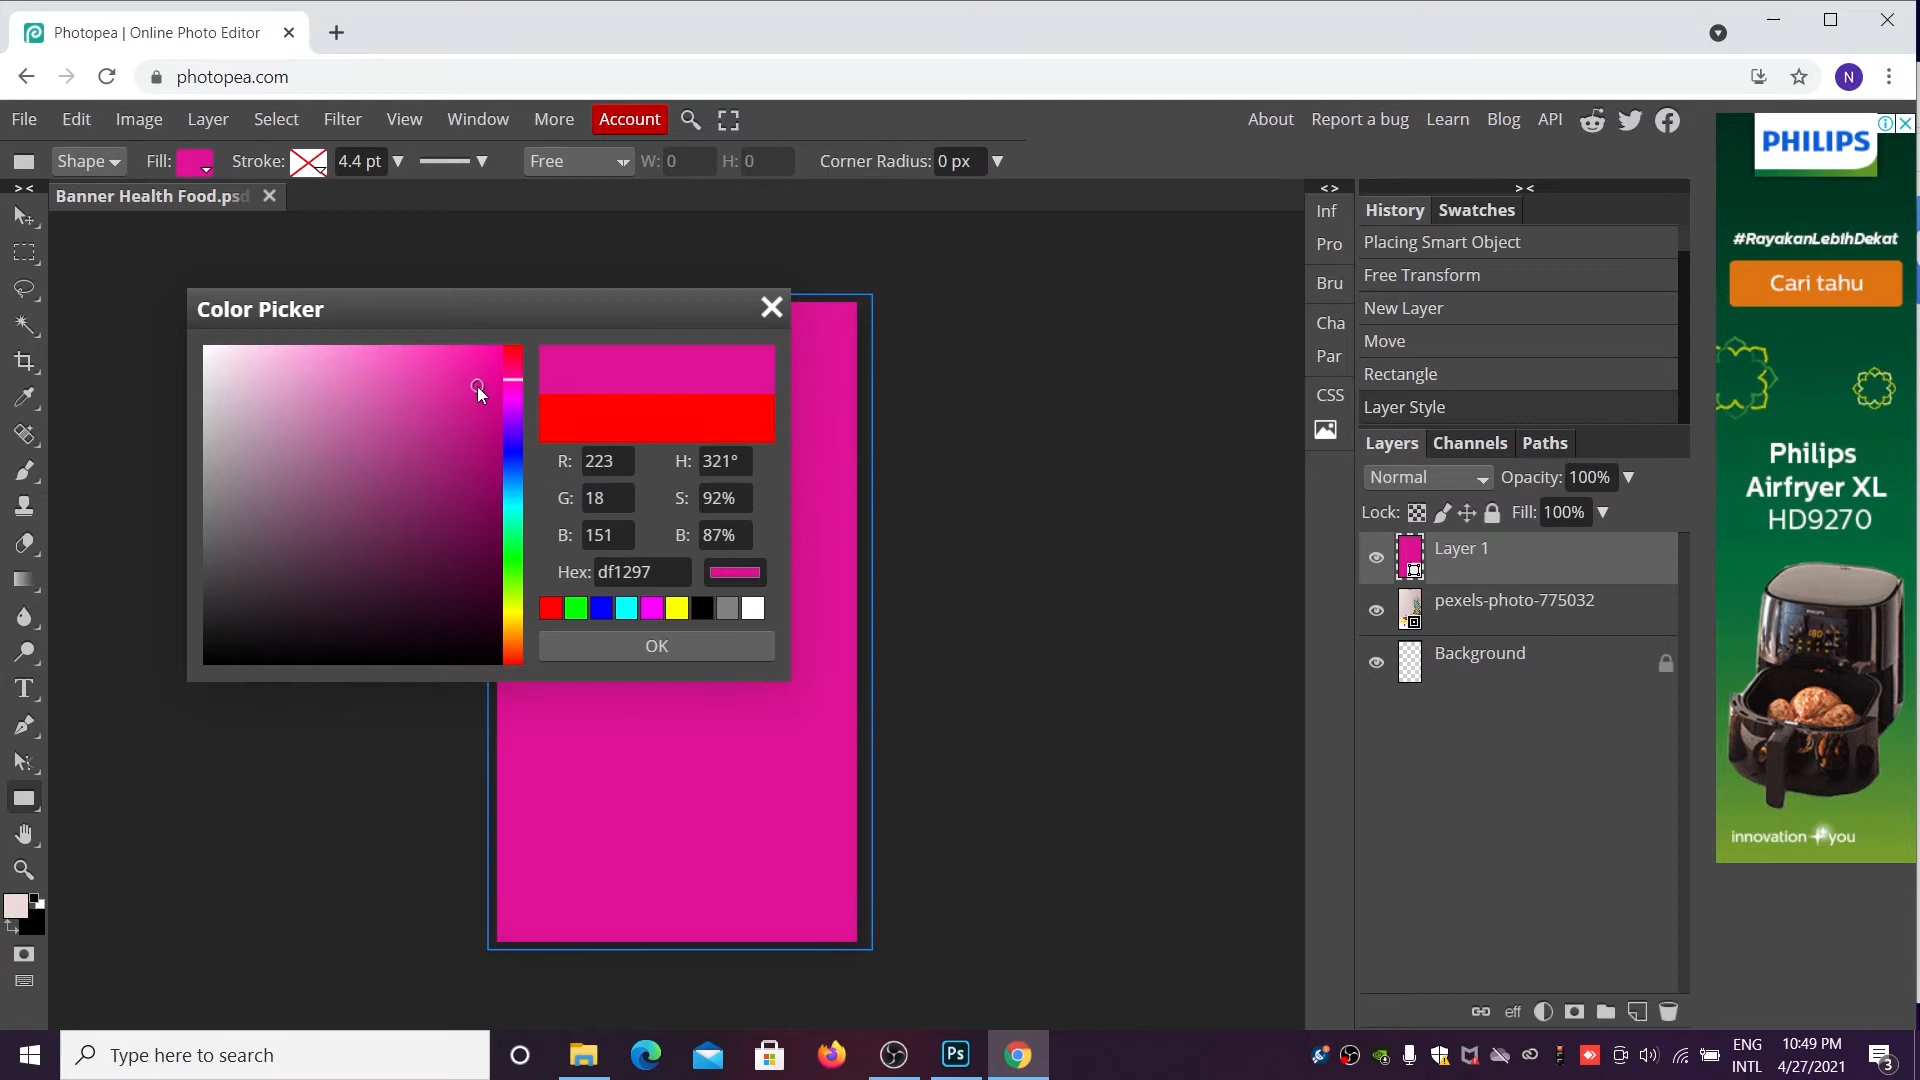 Photopea | Online Photo Editor
photopea.com
N
File Edit Image Layer Select Filter View Window More Account
About Report a bug Learn Blog API
Shape Fill: Stroke: 4.4 pt Free W: 0 H: 0 Corner Radius: 0 px
> < Banner Health Food.psd
< > > <
Inf
Pro
Bru
Cha
Par
CSS
History Swatches
Placing Smart Object
Free Transform
New Layer
Move
Rectangle
Layer Style
Layers Channels Paths
Normal Opacity: 100%
Lock: Fill: 100%
Layer 1
pexels-photo-775032
Background
eff
Color Picker
R: 223 H: 321°
G: 18 S: 92%
B: 151 B: 87%
Hex: df1297
OK
T
PHILIPS
#RayakanLebihDekat
Cari tahu
Philips
Airfryer XL
HD9270
innovation you
Type here to search
Ps
ENG
INTL
10:49 PM
4/27/2021
3